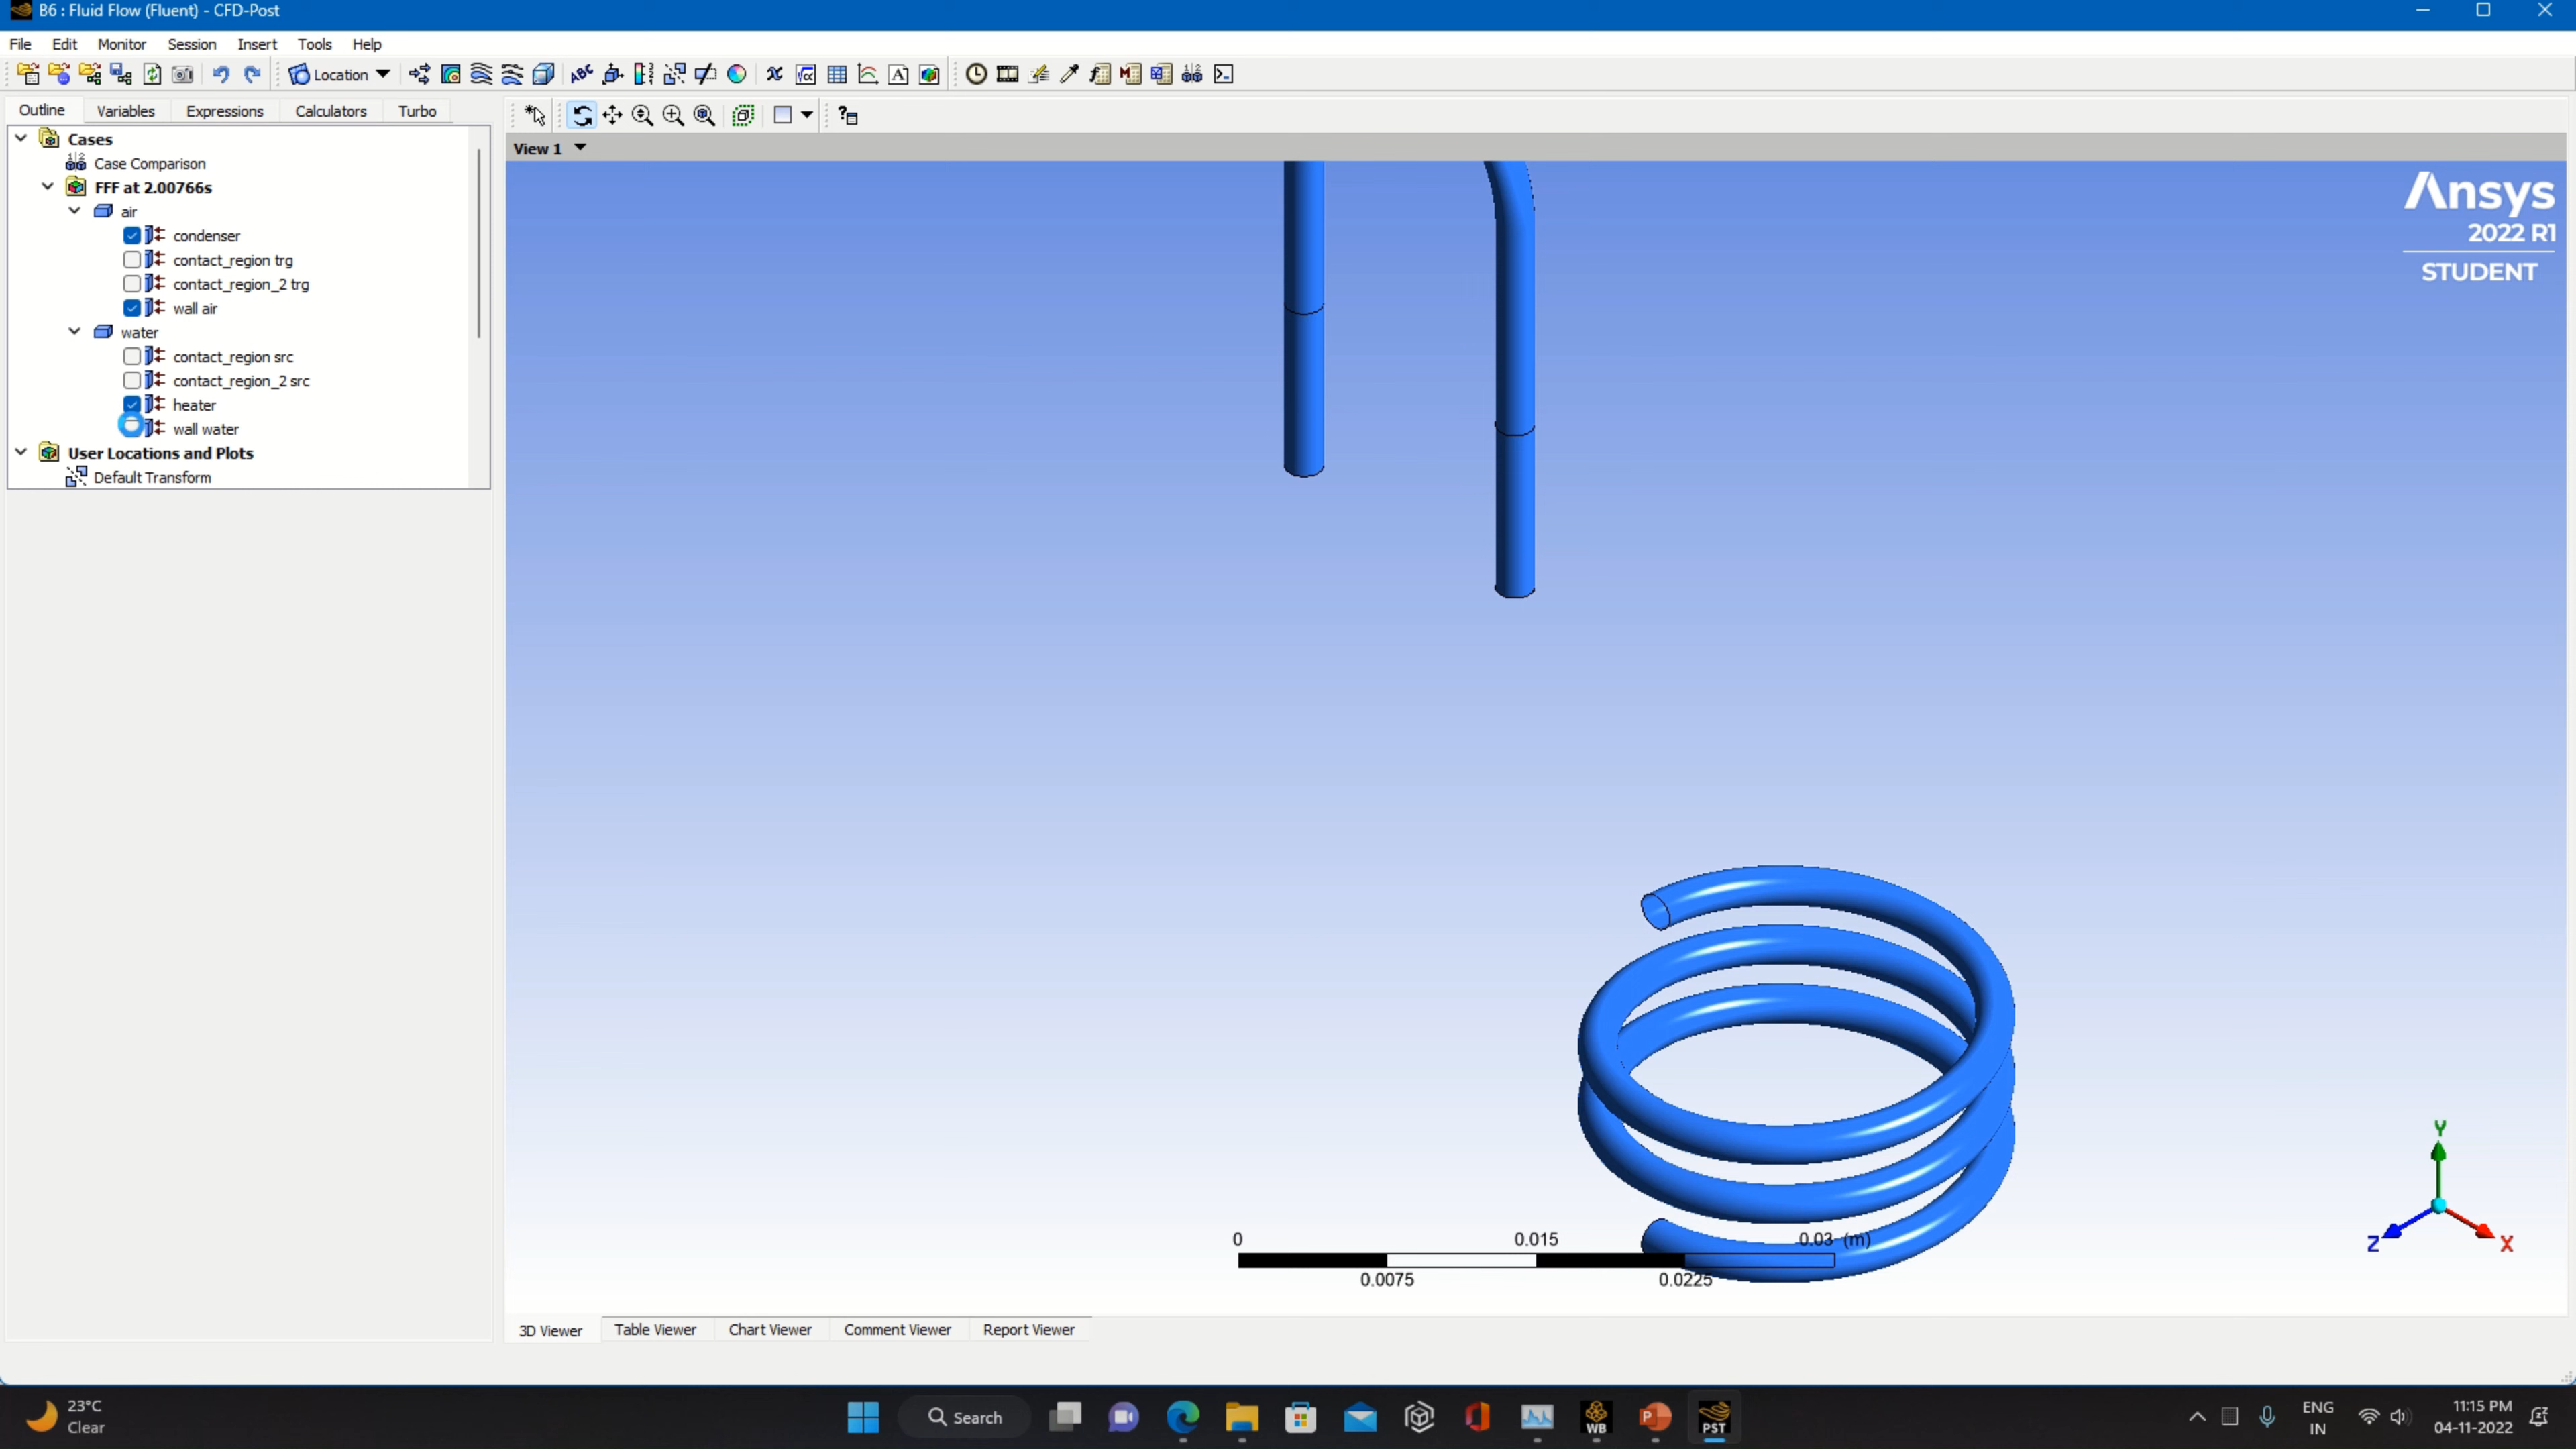 B6 : Fluid Flow (Fluent) - CFD-Post
File Edit Monitor Session Insert Tools Help
Location
Outline Variables Expressions Calculators Turbo
Cases
Case Comparison
FFF at 2.00766s
air
condenser
contact_region trg
contact_region_2 trg
wall air
water
contact_region src
contact_region_2 src
heater
wall water
User Locations and Plots
Default Transform
View 1
Ansys
2022 R1
STUDENT
0 0.015 0.03 (m)
0.0075 0.0225
Y
Z X
3D Viewer Table Viewer Chart Viewer Comment Viewer Report Viewer
23°C
Clear
Search
WB
P
PST
ENG
IN
11:15 PM
04-11-2022